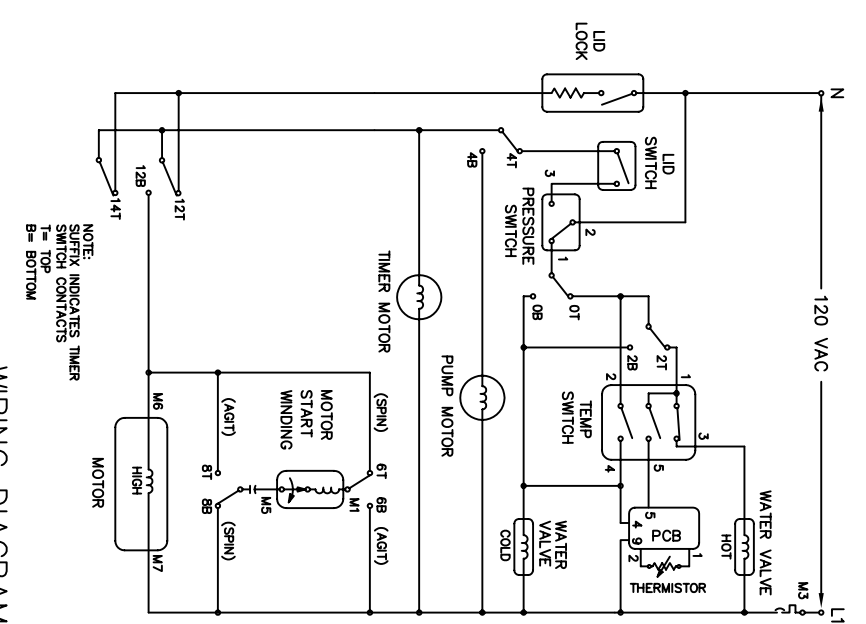 N
120 VAC
L1
LID
LOCK
LID
SWITCH
4T
4B
3
PRESSURE
SWITCH
2
1
0T
0B
2T
2B
1
2
3
TEMP
SWITCH
4
5
5
4
9
PCB
1
2
THERMISTOR
WATER VALVE
HOT
M3
WATER
VALVE
COLD
PUMP MOTOR
TIMER MOTOR
12T
12B
14T
NOTE:
SUFFIX INDICATES TIMER
SWITCH CONTACTS
T= TOP
B= BOTTOM
(SPIN)
6T
6B
(AGIT)
MOTOR
START
WINDING
M1
M5
(AGIT)
8T
8B
(SPIN)
M6
HIGH
M7
MOTOR
WIRING DIAGRAM